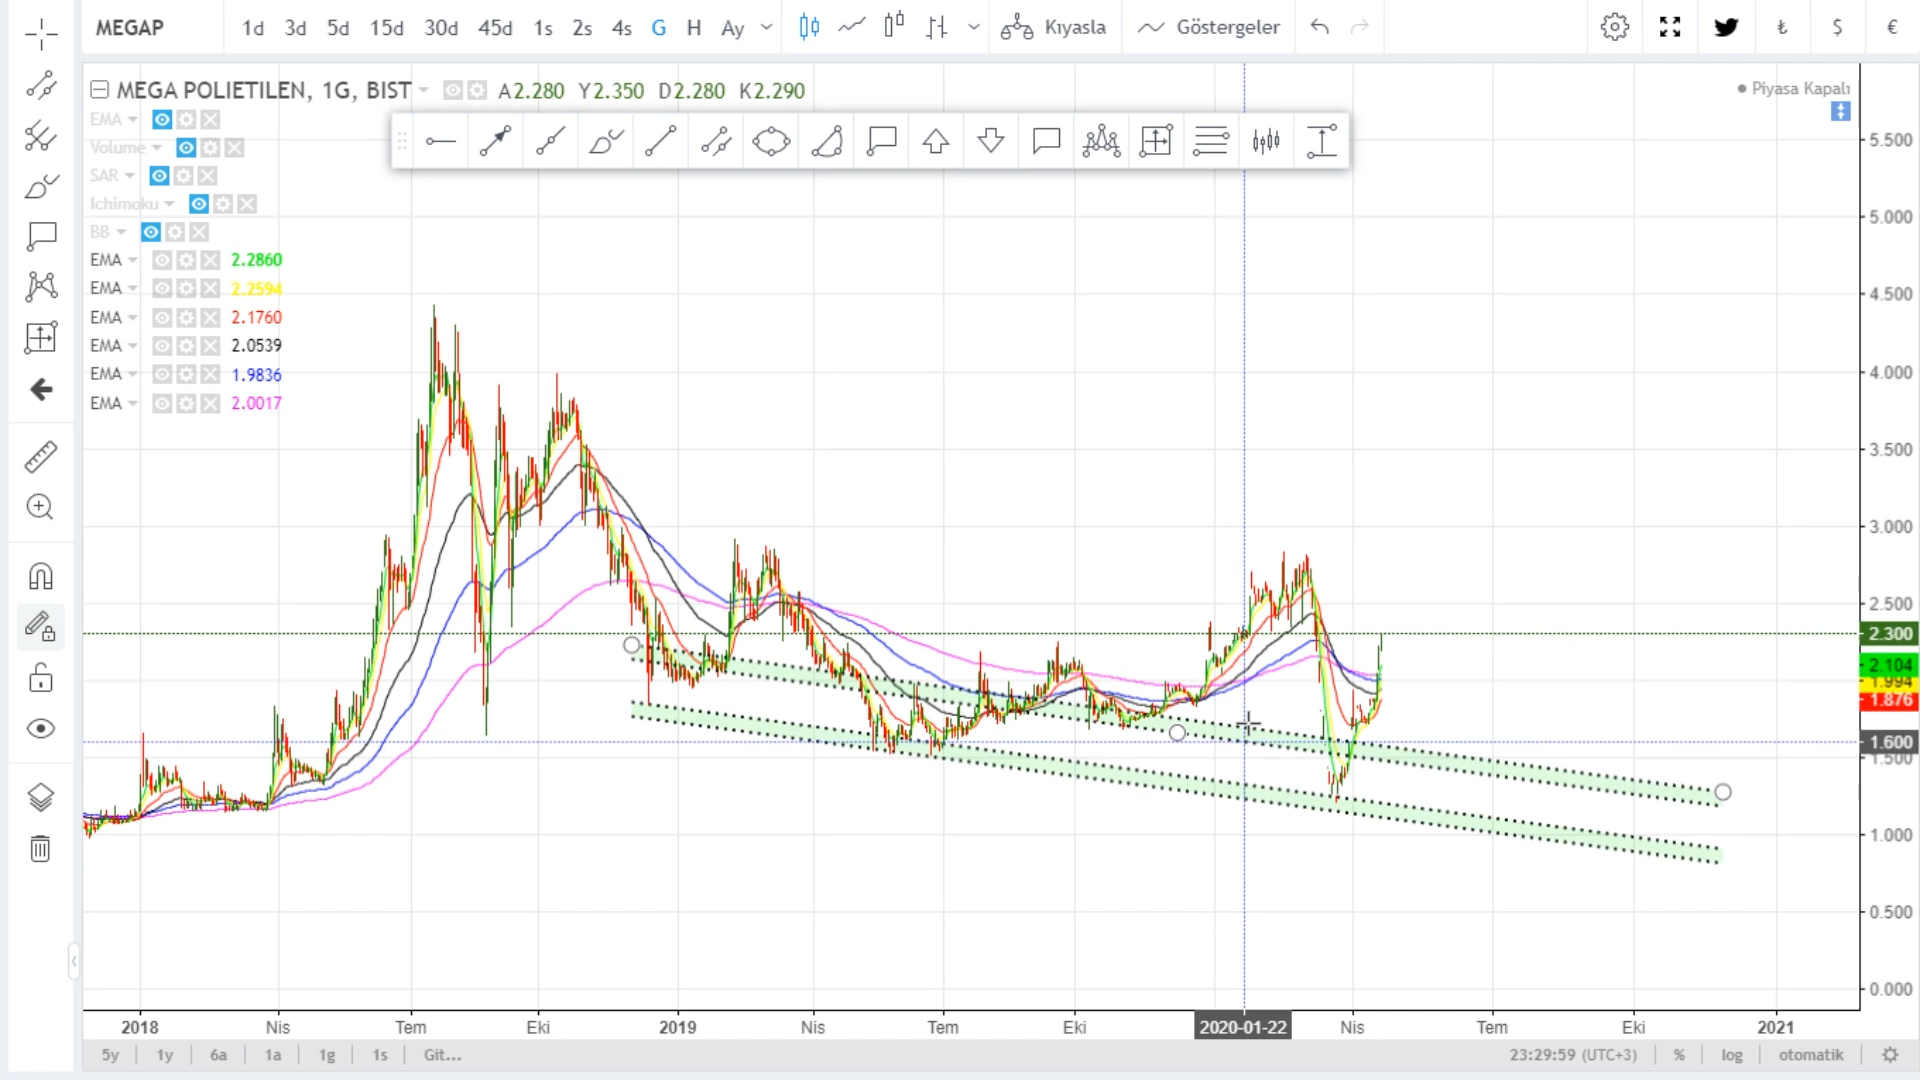 MEGAP 1d 3d 5d 15d 30d 45d 1s 2s 4s G H Ay Kıyasla Göstergeler ₺ $ €
MEGA POLIETILEN, 1G, BIST A2.280 Y2.350 D2.280 K2.290
Piyasa Kapalı
EMA
Volume
SAR
Ichimoku
BB
EMA 2.2860
EMA 2.2594
EMA 2.1760
EMA 2.0539
EMA 1.9836
EMA 2.0017
5.500
5.000
4.500
4.000
3.500
3.000
2.500
2.300
2.104
1.994
1.876
1.600
1.500
1.000
0.500
0.000
2018 Nis Tem Eki 2019 Nis Tem Eki 2020-01-22 Nis Tem Eki 2021
5y 1y 6a 1a 1g 1s Git... 23:29:59 (UTC+3) % log otomatik